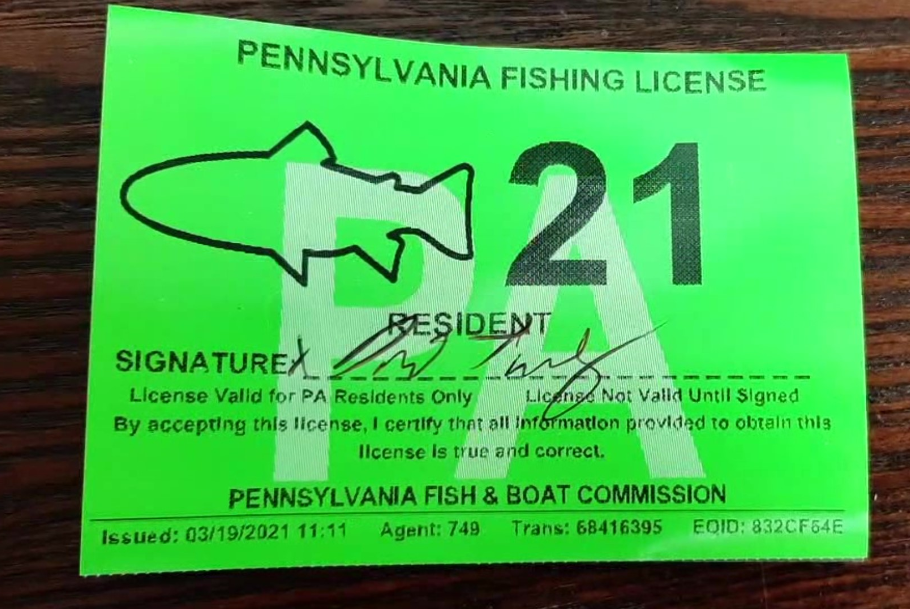 PENNSYLVANIA FISHING LICENSE
21
PA
RESIDENT
SIGNATURE X
License Valid for PA Residents Only License Not Valid Until Signed
By accepting this license, I certify that all information provided to obtain this
license is true and correct.
PENNSYLVANIA FISH & BOAT COMMISSION
Issued: 03/19/2021 11:11 Agent: 749 Trans: 68416395 EQID: 832CF64E